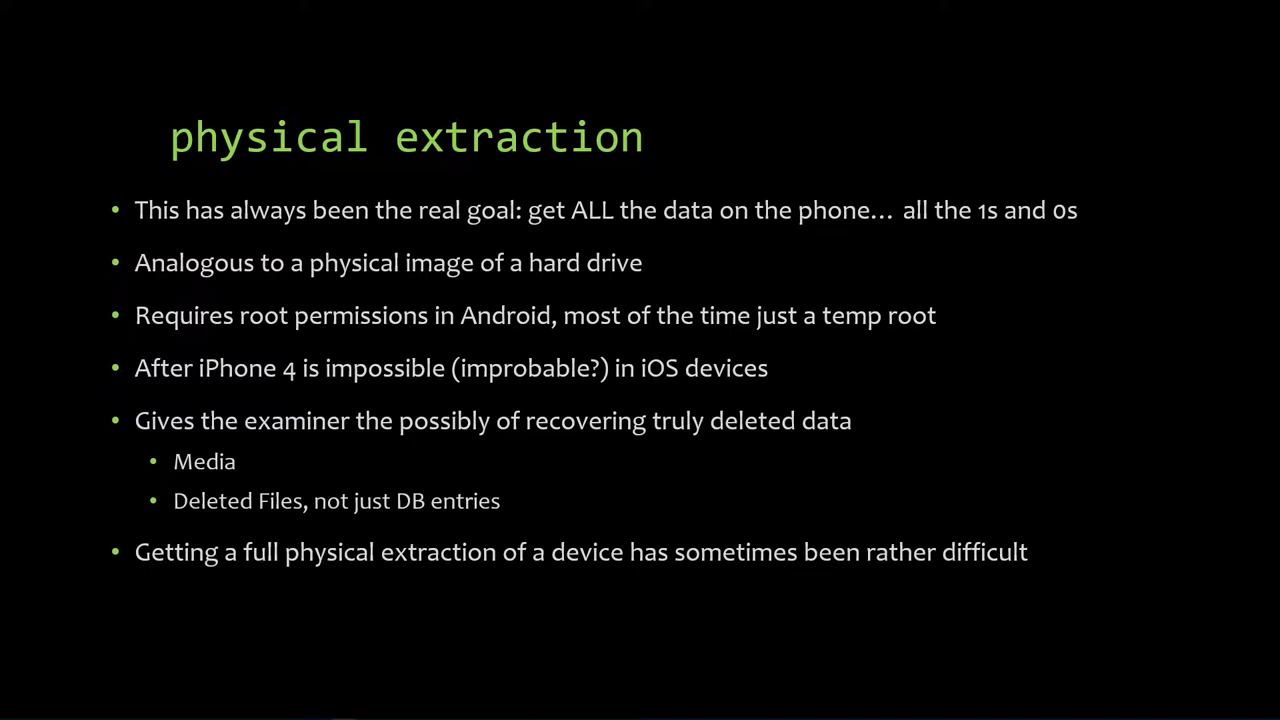 physical extraction
• This has always been the real goal: get ALL the data on the phone… all the 1s and 0s
• Analogous to a physical image of a hard drive
• Requires root permissions in Android, most of the time just a temp root
• After iPhone 4 is impossible (improbable?) in iOS devices
• Gives the examiner the possibly of recovering truly deleted data
• Media
• Deleted Files, not just DB entries
• Getting a full physical extraction of a device has sometimes been rather difficult